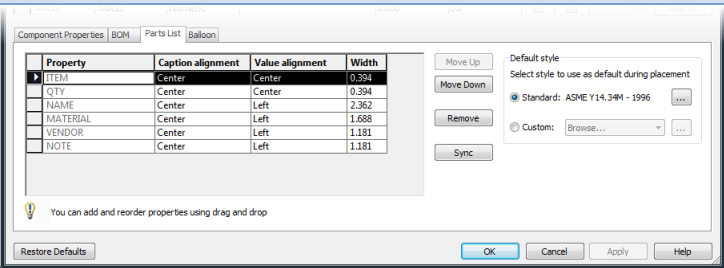 Component Properties BOM Parts List Balloon
Property Caption alignment Value alignment Width
ITEM Center Center 0.394
QTY Center Center 0.394
NAME Center Left 2.362
MATERIAL Center Left 1.688
VENDOR Center Left 1.181
NOTE Center Left 1.181
Move Up
Move Down
Remove
Sync
Default style
Select style to use as default during placement
Standard: ASME Y14.34M - 1996 ...
Custom: Browse... ...
You can add and reorder properties using drag and drop
Restore Defaults OK Cancel Apply Help